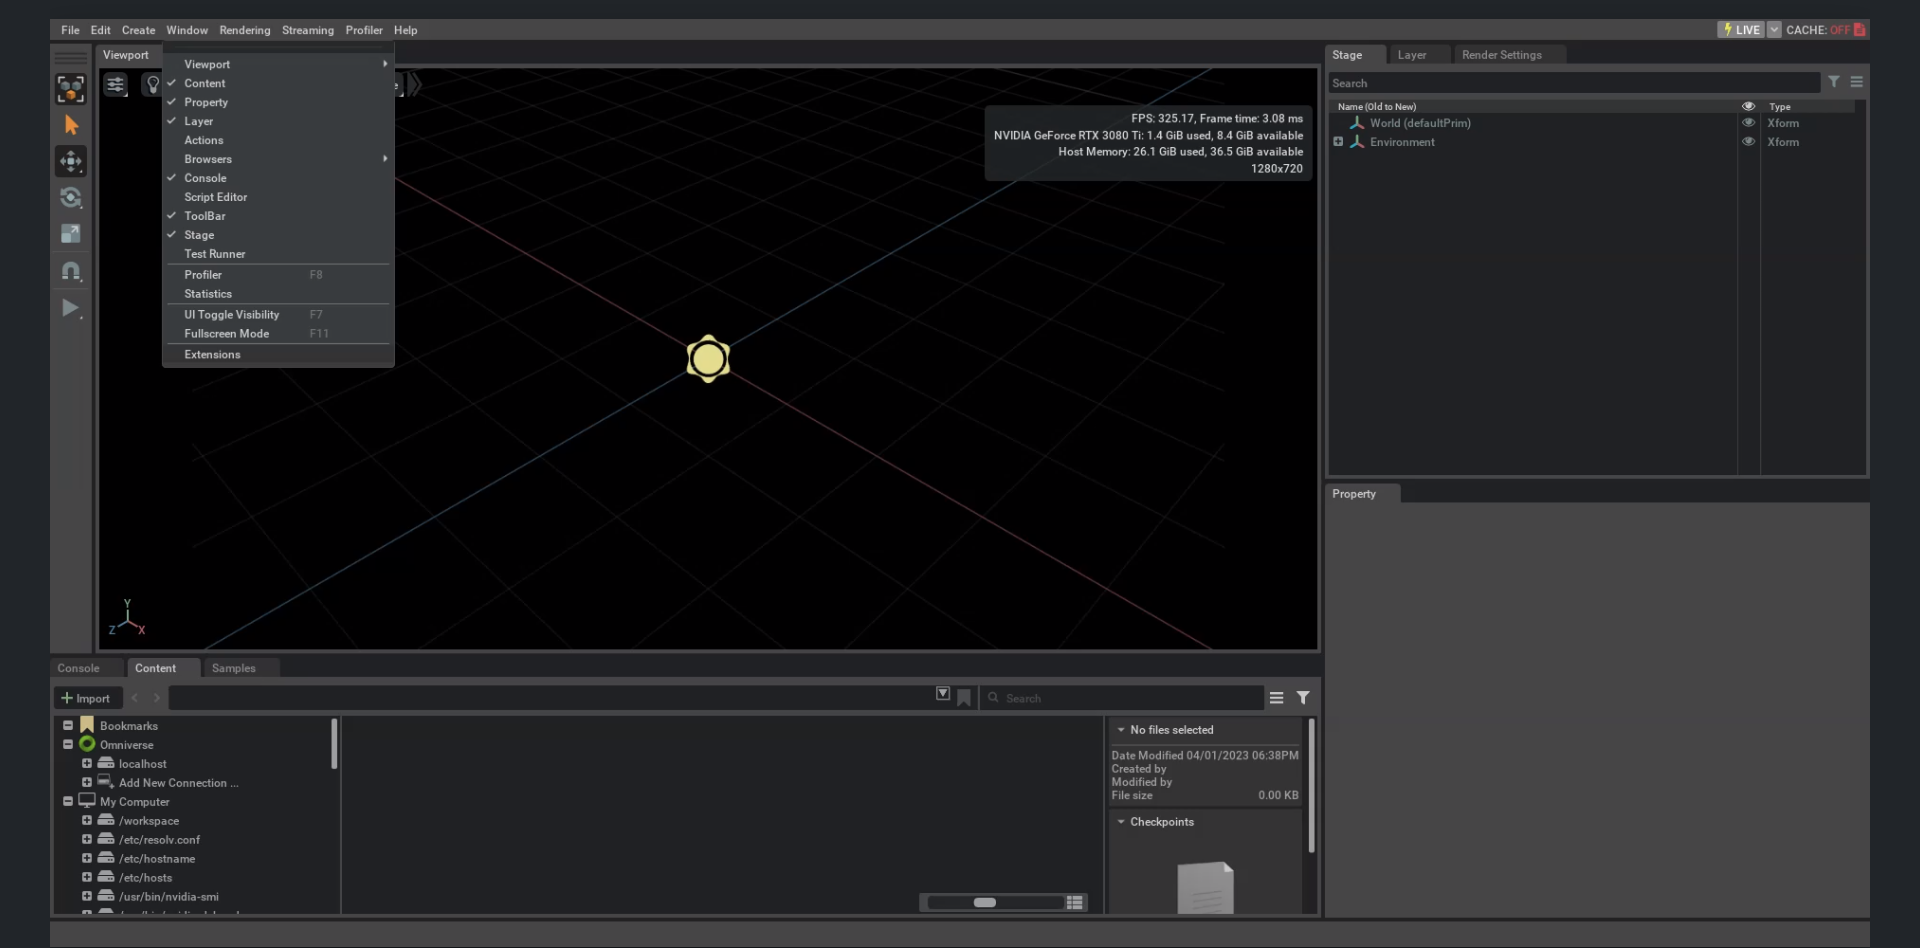 File Edit Create Window Rendering Streaming Profiler Help
LIVE CACHE: OFF
Viewport
Viewport
Content
Property
Layer
Actions
Browsers
Console
Script Editor
ToolBar
Stage
Test Runner
Profiler F8
Statistics
UI Toggle Visibility F7
Fullscreen Mode F11
Extensions
FPS: 325.17, Frame time: 3.08 ms
NVIDIA GeForce RTX 3080 Ti: 1.4 GiB used, 8.4 GiB available
Host Memory: 26.1 GiB used, 36.5 GiB available
1280x720
Y
Z X
Stage Layer Render Settings
Search
Name (Old to New) Type
World (defaultPrim) Xform
Environment Xform
Property
Console Content Samples
Import
Search
Bookmarks
Omniverse
localhost
Add New Connection ...
My Computer
/workspace
/etc/resolv.conf
/etc/hostname
/etc/hosts
/usr/bin/nvidia-smi
No files selected
Date Modified 04/01/2023 06:38PM
Created by
Modified by
File size 0.00 KB
Checkpoints